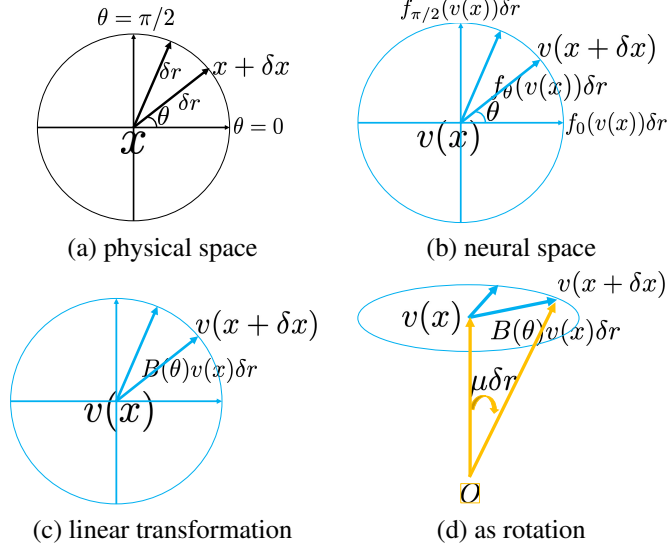 θ = π/2
δr
x + δx
δr
θ
θ = 0
x
(a) physical space
f_{π/2}(v(x))δr
v(x + δx)
f_θ(v(x))δr
θ
f_0(v(x))δr
v(x)
(b) neural space
v(x + δx)
B(θ)v(x)δr
v(x)
(c) linear transformation
v(x + δx)
v(x)
B(θ)v(x)δr
μδr
O
(d) as rotation